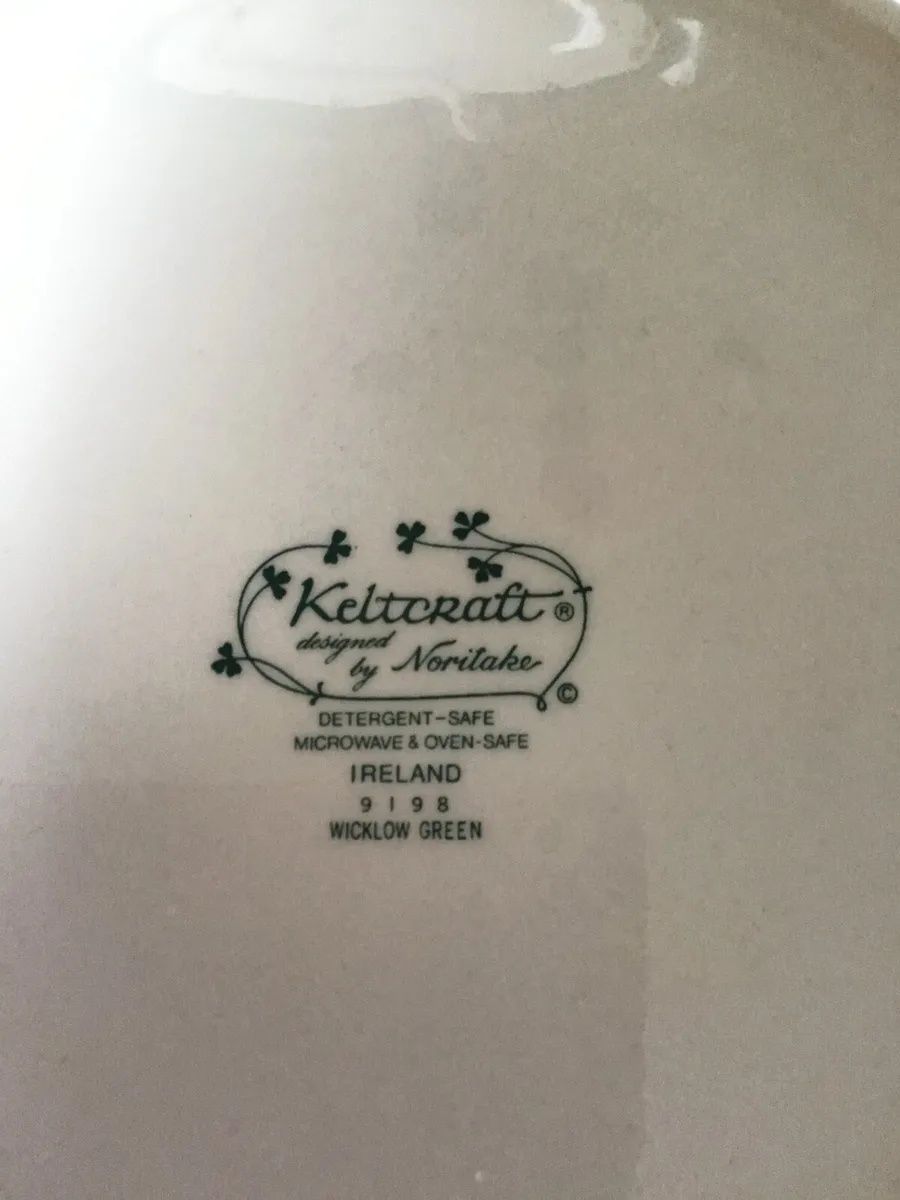 Keltcraft ®
designed
by Noritake
©
DETERGENT-SAFE
MICROWAVE & OVEN-SAFE
IRELAND
9198
WICKLOW GREEN